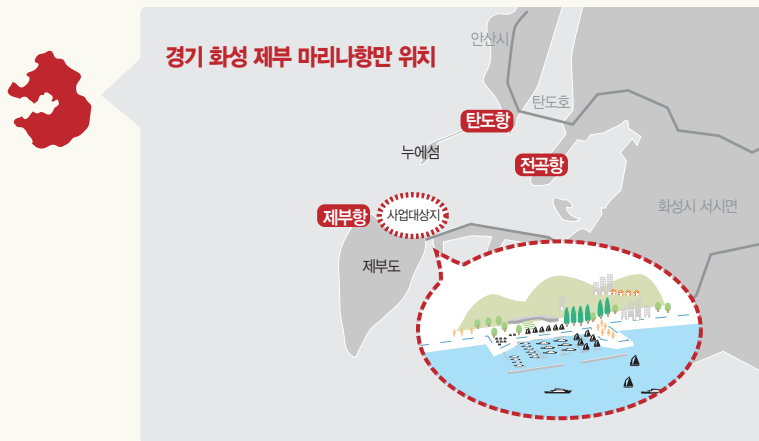 경기 화성 제부 마리나항만 위치
안산시
탄도호
탄도항
누에섬
전곡항
제부항
사업대상지
화성시 서시면
제부도